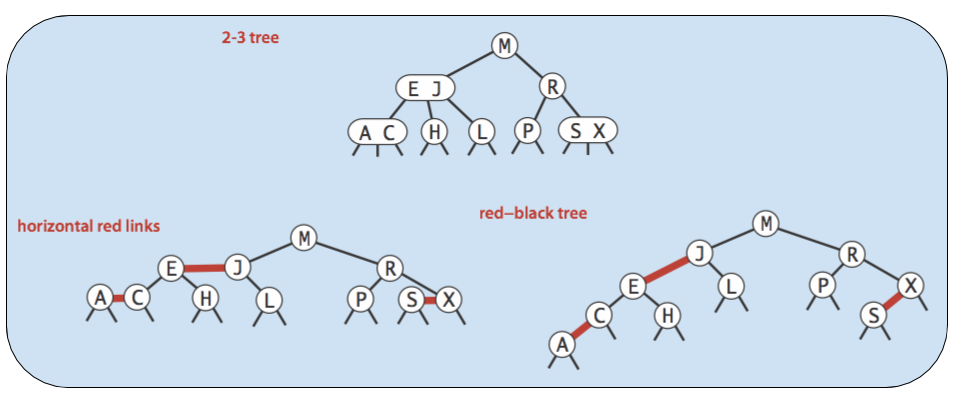 2-3 tree
M
E J
R
A C
H
L
P
S X
horizontal red links
M
E
J
R
A
C
H
L
P
S
X
red–black tree
M
J
R
E
L
P
X
C
H
S
A